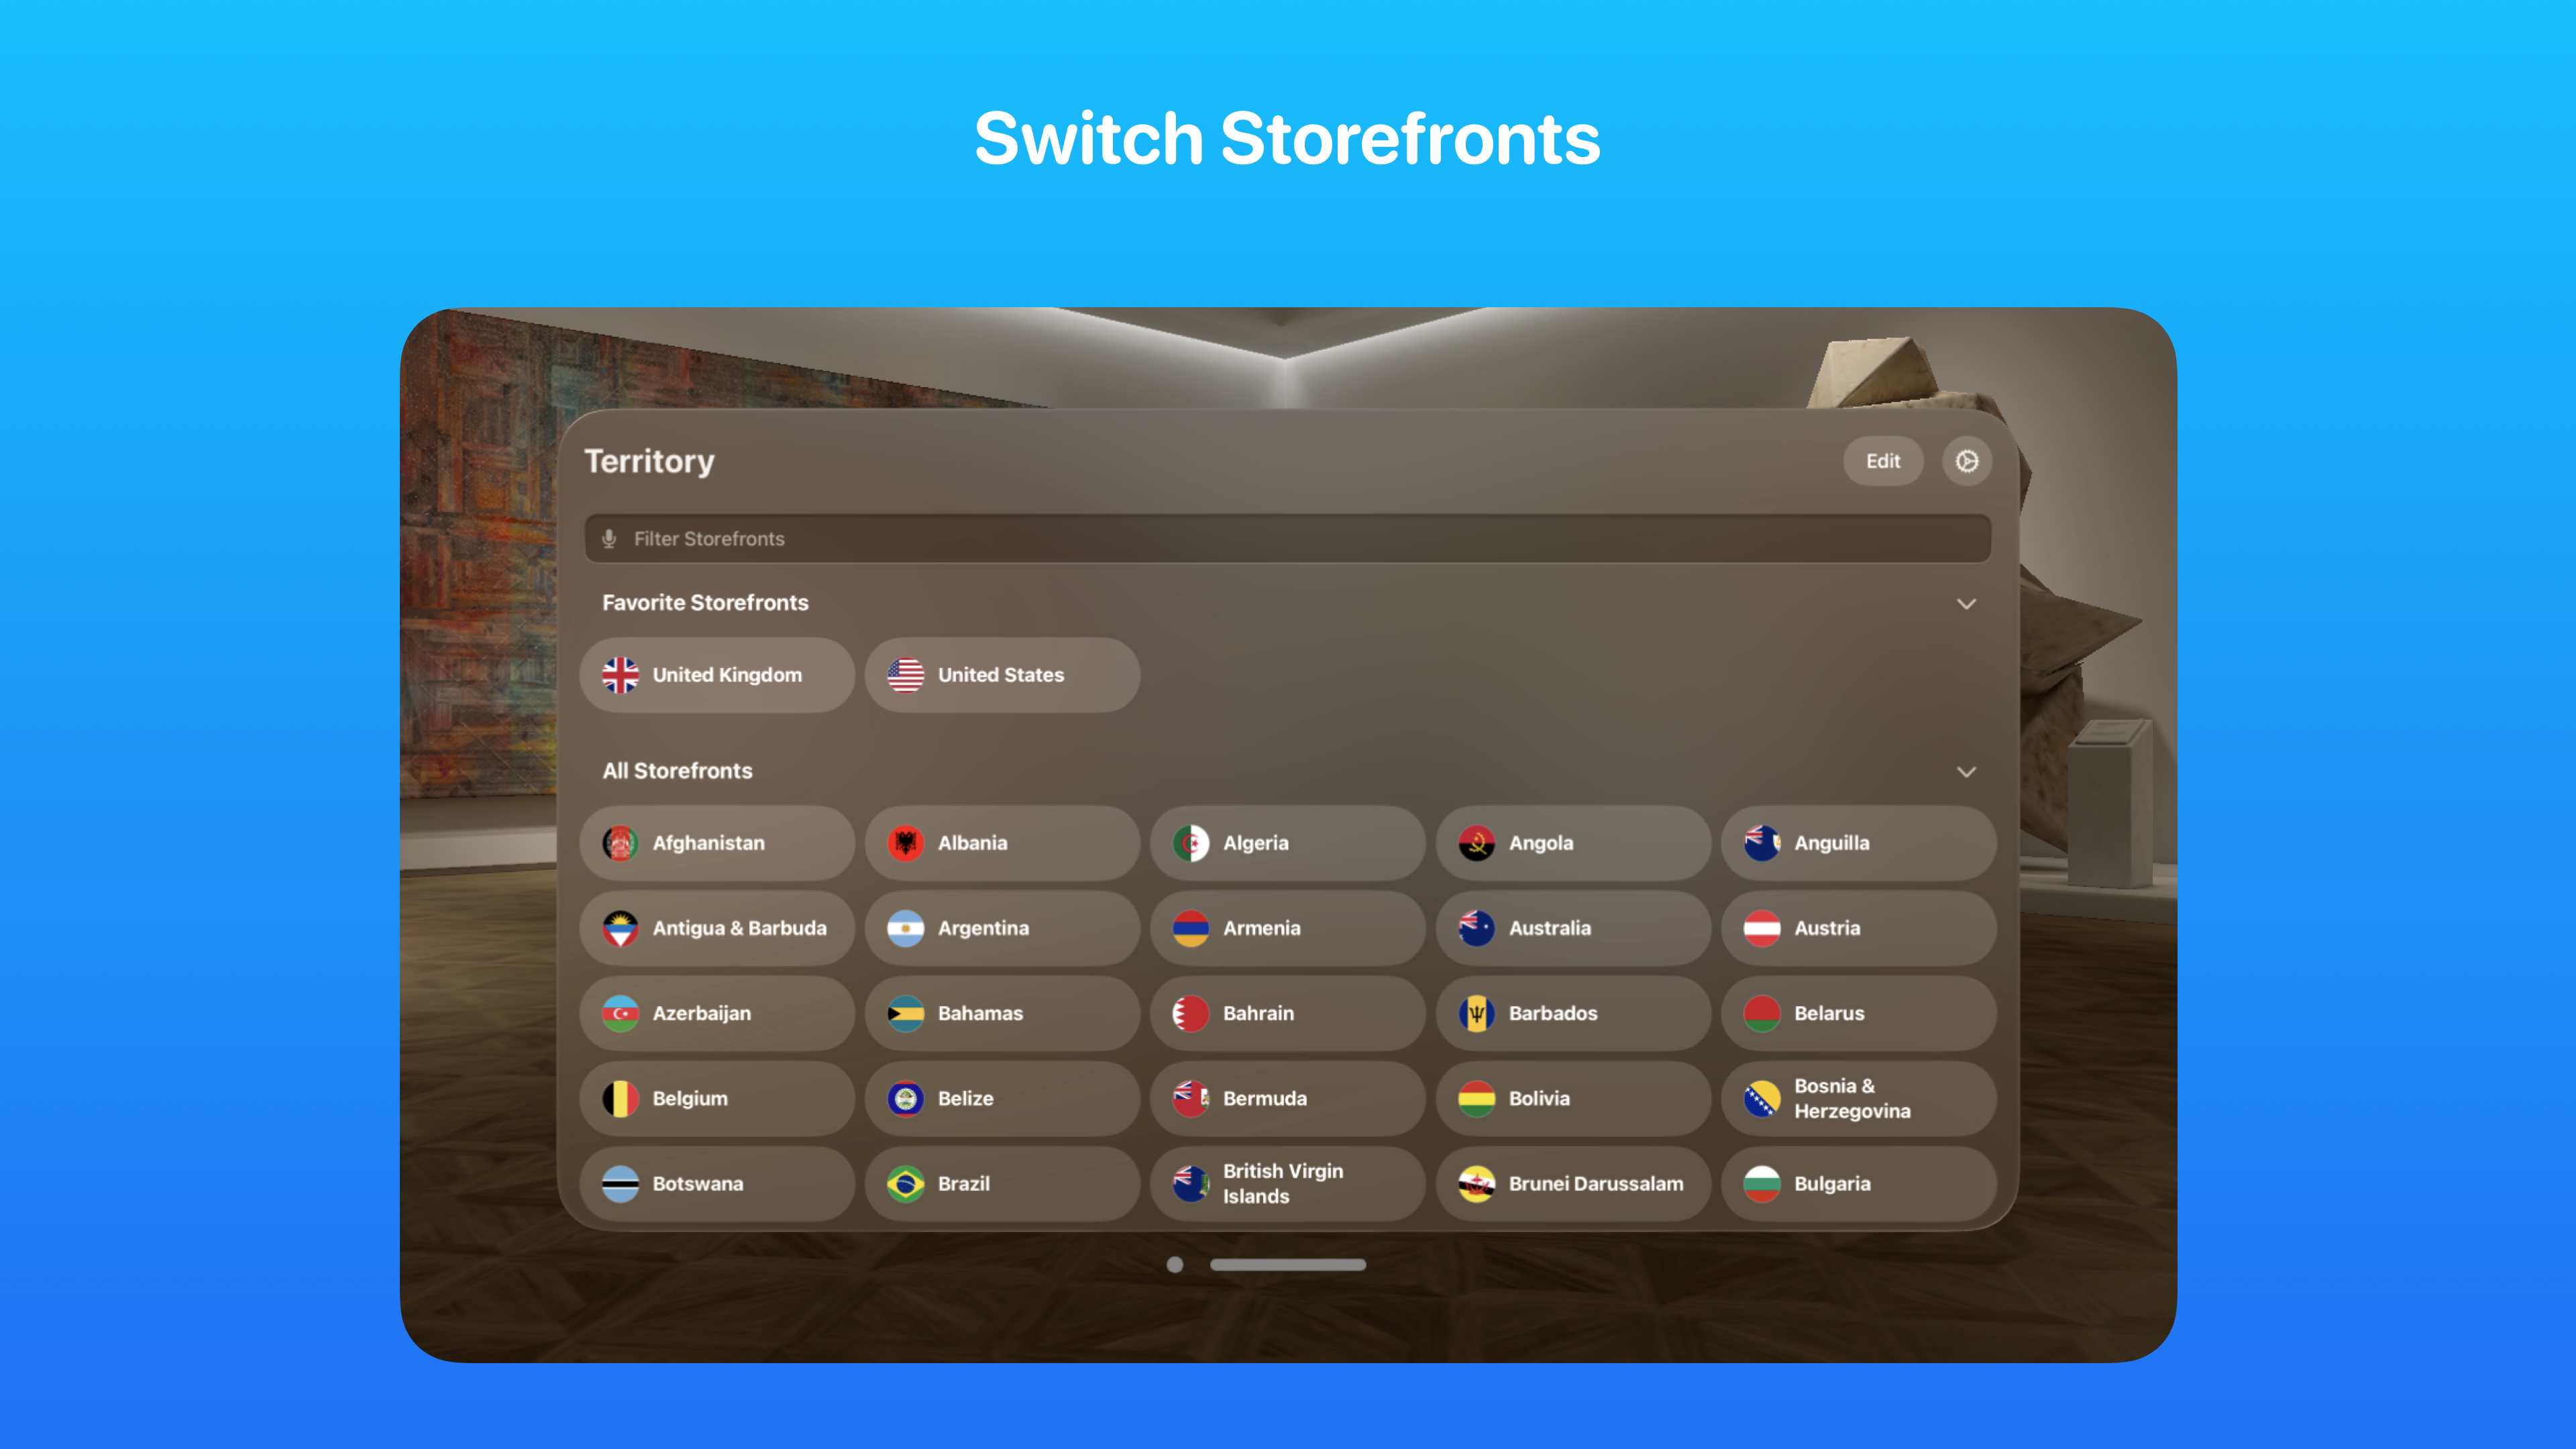 Switch Storefronts
Territory
Edit
Filter Storefronts
Favorite Storefronts
United Kingdom
United States
All Storefronts
Afghanistan
Albania
Algeria
Angola
Anguilla
Antigua & Barbuda
Argentina
Armenia
Australia
Austria
Azerbaijan
Bahamas
Bahrain
Barbados
Belarus
Belgium
Belize
Bermuda
Bolivia
Bosnia &
Herzegovina
Botswana
Brazil
British Virgin
Islands
Brunei Darussalam
Bulgaria